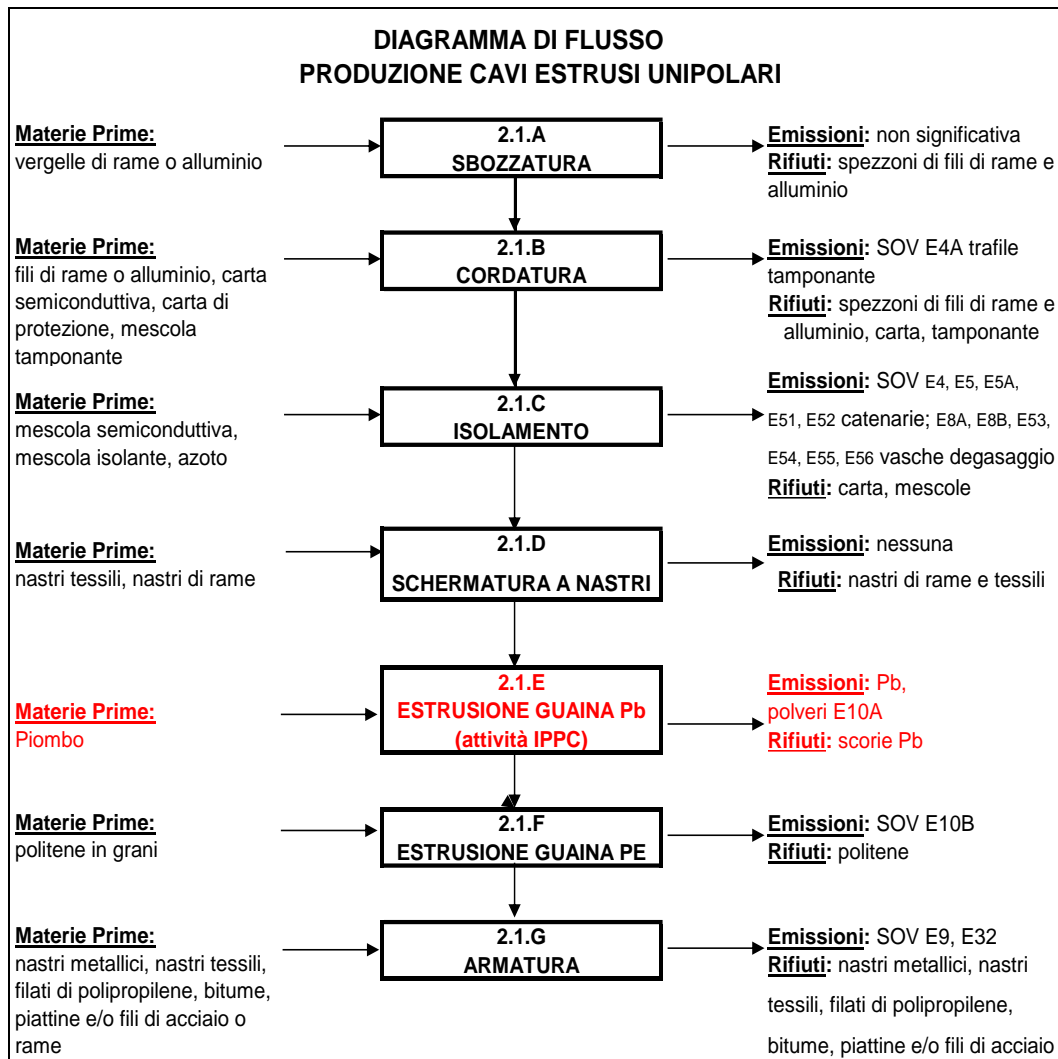 DIAGRAMMA DI FLUSSO
PRODUZIONE CAVI ESTRUSI UNIPOLARI
Materie Prime:
vergelle di rame o alluminio
2.1.A
SBOZZATURA
Emissioni: non significativa
Rifiuti: spezzoni di fili di rame e
alluminio
Materie Prime:
fili di rame o alluminio, carta
semiconduttiva, carta di
protezione, mescola
tamponante
2.1.B
CORDATURA
Emissioni: SOV E4A trafile
tamponante
Rifiuti: spezzoni di fili di rame e
alluminio, carta, tamponante
Materie Prime:
mescola semiconduttiva,
mescola isolante, azoto
2.1.C
ISOLAMENTO
Emissioni: SOV E4, E5, E5A,
E51, E52 catenarie; E8A, E8B, E53,
E54, E55, E56 vasche degasaggio
Rifiuti: carta, mescole
Materie Prime:
nastri tessili, nastri di rame
2.1.D
SCHERMATURA A NASTRI
Emissioni: nessuna
Rifiuti: nastri di rame e tessili
Materie Prime:
Piombo
2.1.E
ESTRUSIONE GUAINA Pb
(attività IPPC)
Emissioni: Pb,
polveri E10A
Rifiuti: scorie Pb
Materie Prime:
politene in grani
2.1.F
ESTRUSIONE GUAINA PE
Emissioni: SOV E10B
Rifiuti: politene
Materie Prime:
nastri metallici, nastri tessili,
filati di polipropilene, bitume,
piattine e/o fili di acciaio o
rame
2.1.G
ARMATURA
Emissioni: SOV E9, E32
Rifiuti: nastri metallici, nastri
tessili, filati di polipropilene,
bitume, piattine e/o fili di acciaio